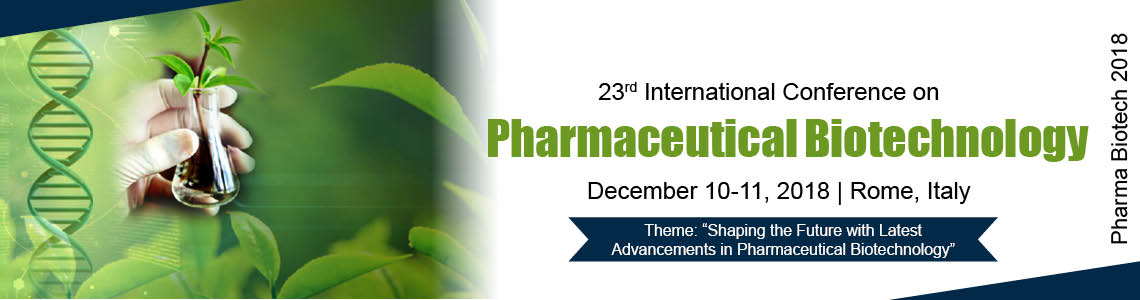 23rd International Conference on
Pharmaceutical Biotechnology
December 10-11, 2018 | Rome, Italy
Theme: “Shaping the Future with Latest
Advancements in Pharmaceutical Biotechnology”
Pharma Biotech 2018